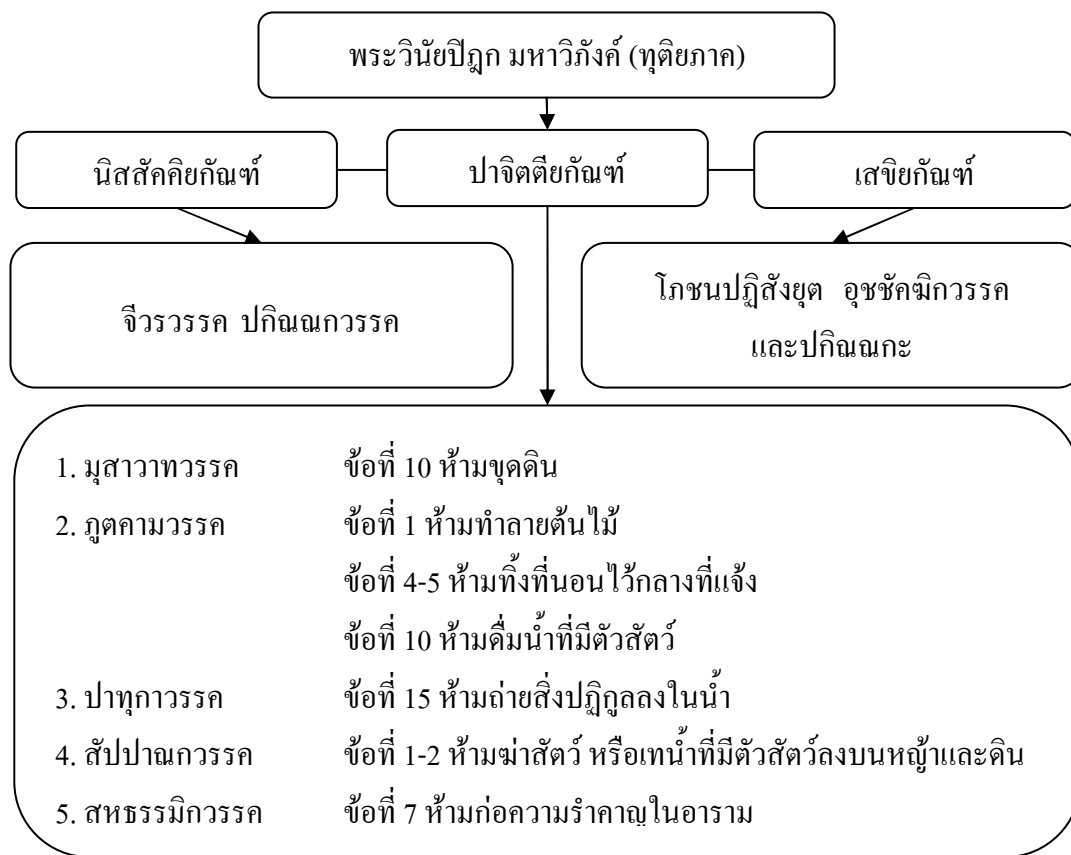 พระวินัยปิฎก มหาวิภังค์ (ทุติยภาค)
นิสสัคคิยกัณฑ์
ปาจิตตียกัณฑ์
เสขิยกัณฑ์
จีวรวรรค ปกิณณกวรรค
โภชนปฏิสังยุต อุชชัคฆิกวรรค
และปกิณณกะ
1. มุสาวาทวรรค ข้อที่ 10 ห้ามขุดดิน
2. ภูตคามวรรค ข้อที่ 1 ห้ามทำลายต้นไม้
ข้อที่ 4-5 ห้ามทิ้งที่นอนไว้กลางที่แจ้ง
ข้อที่ 10 ห้ามดื่มน้ำที่มีตัวสัตว์
3. ปาทุกาวรรค ข้อที่ 15 ห้ามถ่ายสิ่งปฏิกูลลงในน้ำ
4. สัปปาณกวรรค ข้อที่ 1-2 ห้ามฆ่าสัตว์ หรือเทน้ำที่มีตัวสัตว์ลงบนหญ้าและดิน
5. สหธรรมิกวรรค ข้อที่ 7 ห้ามก่อความรำคาญในอาราม